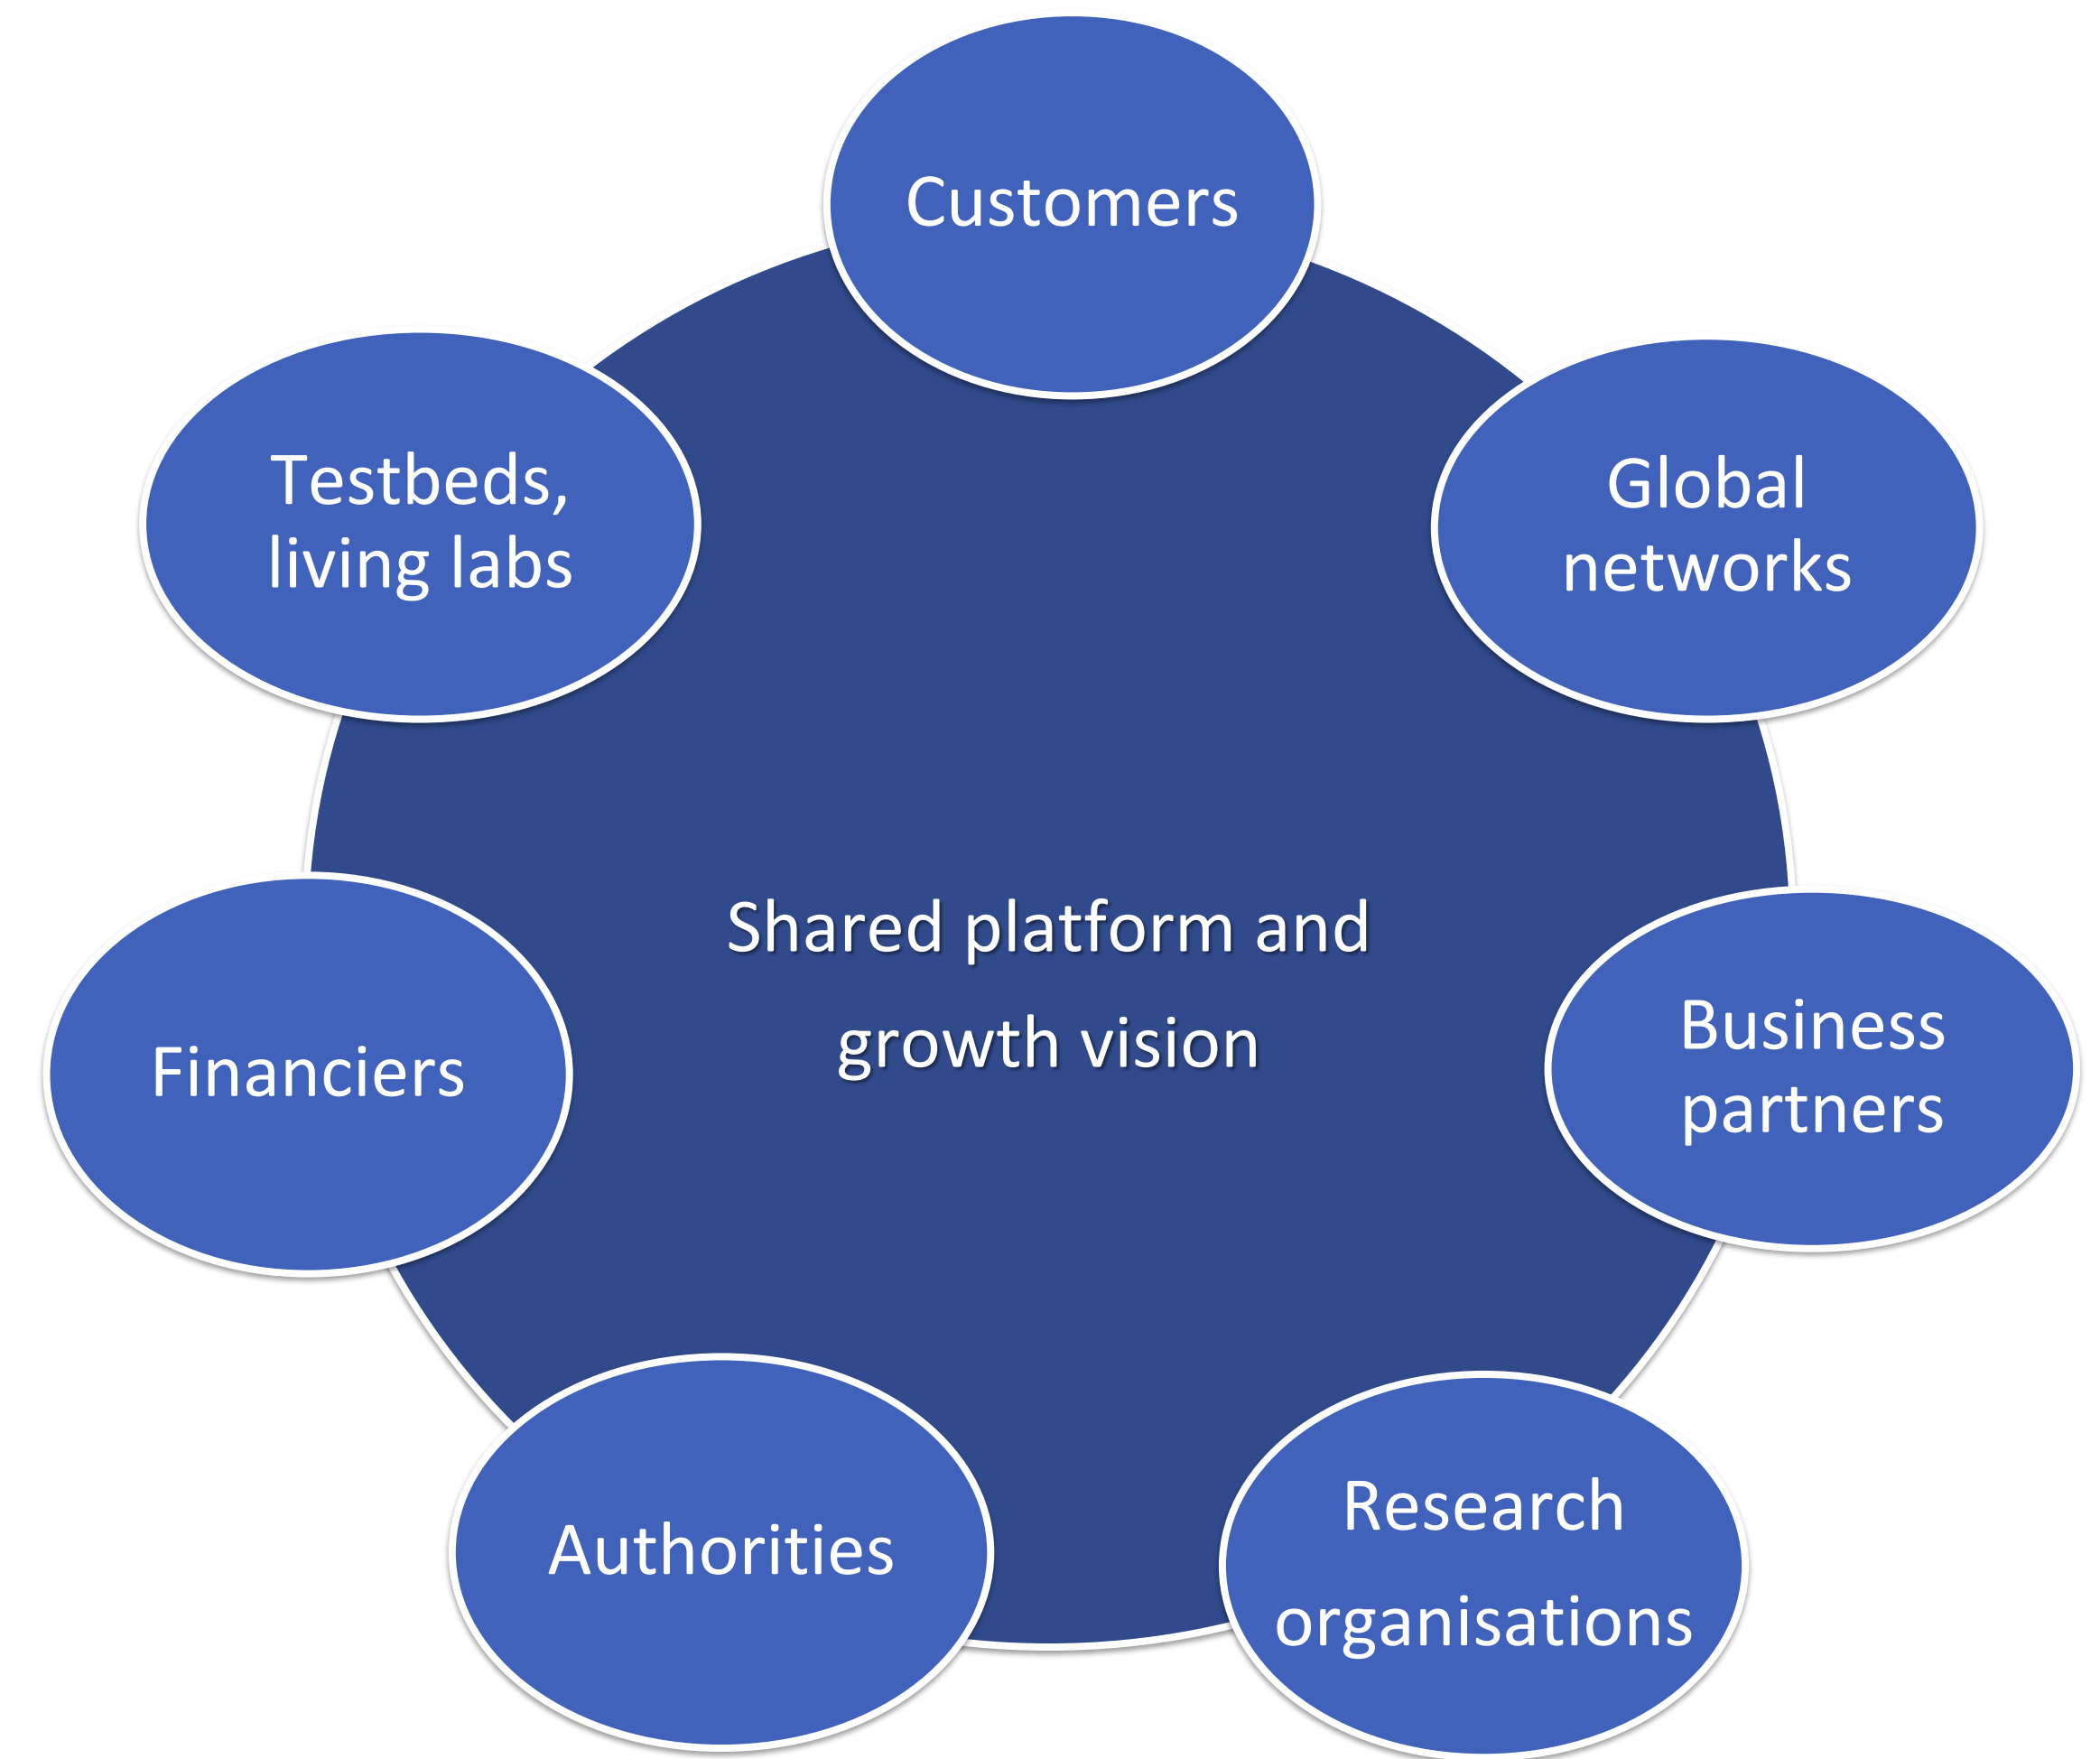 Customers
Testbeds,
living labs
Global
networks
Shared platform and
growth vision
Financiers
Business
partners
Authorities
Research
organisations